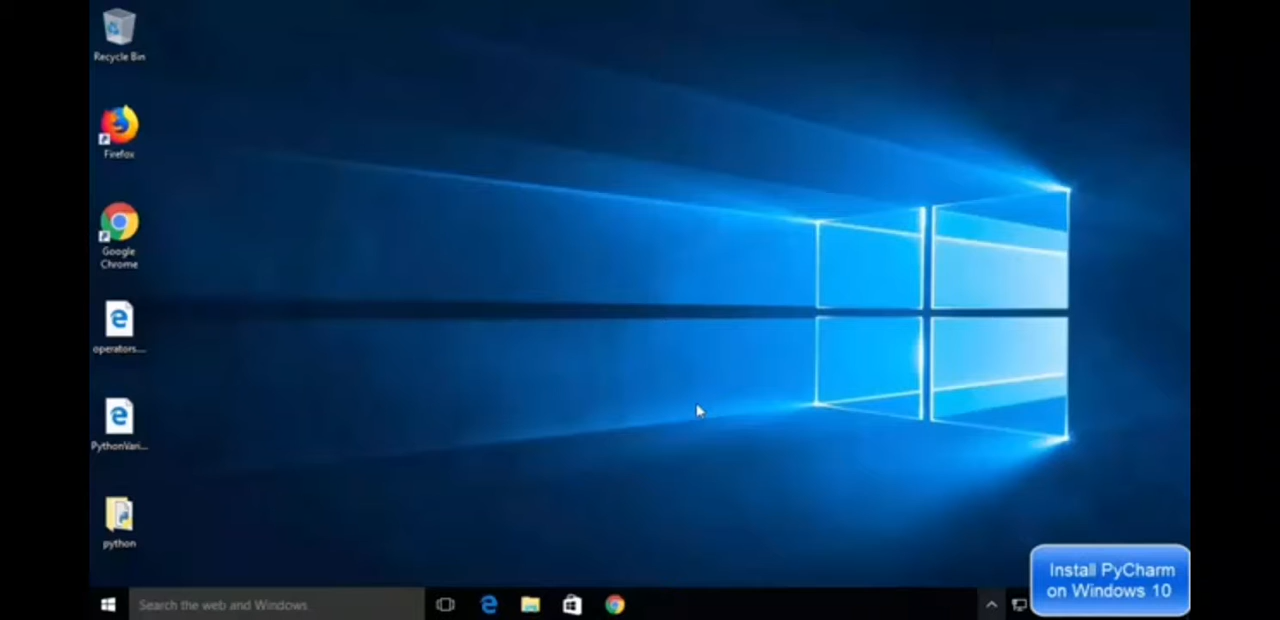 Recycle Bin
Firefox
Google
Chrome
operators....
PythonVari...
python
Search the web and Windows
Install PyCharm
on Windows 10